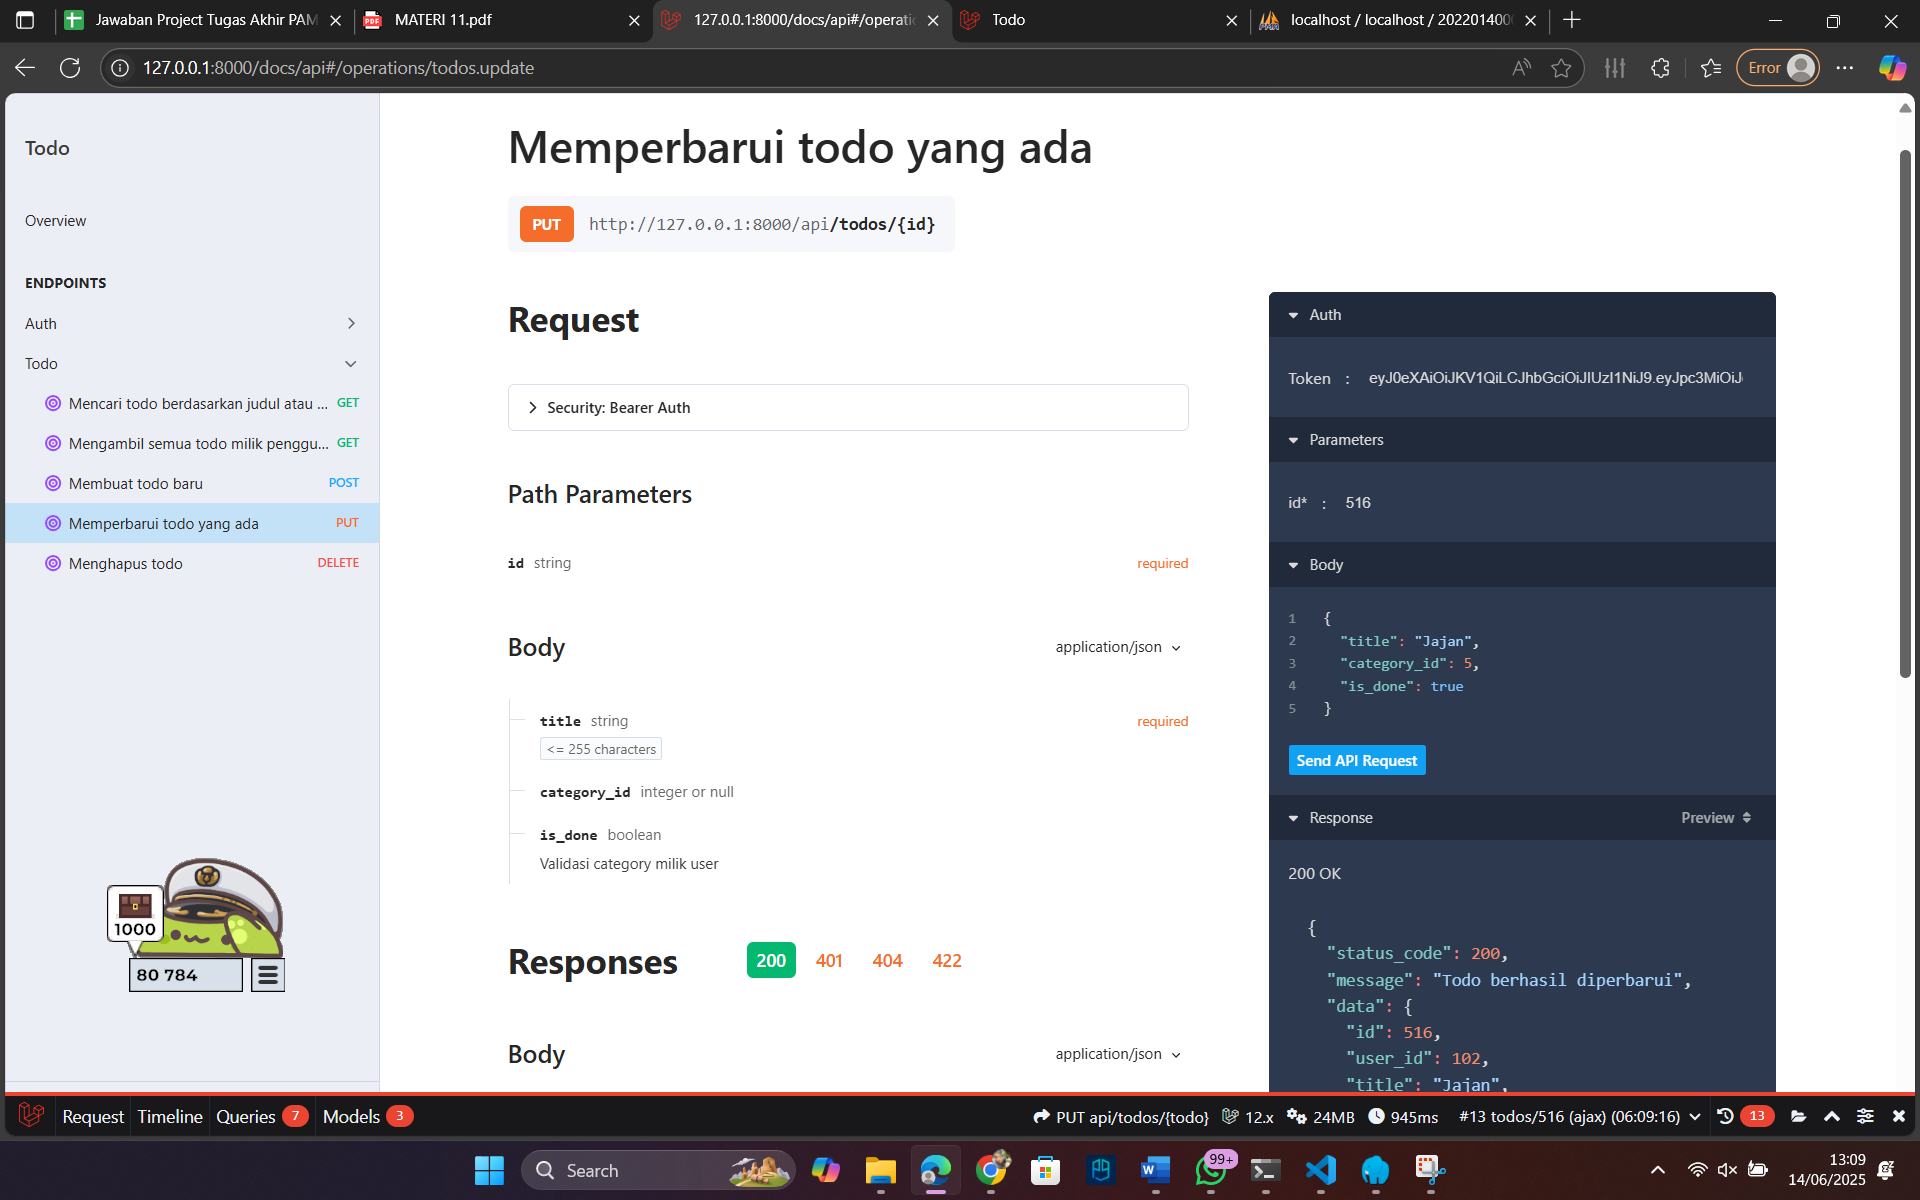 Jawaban Project Tugas Akhir PAM
MATERI 11.pdf
127.0.0.1:8000/docs/api#/operatio
Todo
localhost / localhost / 2022014000
127.0.0.1:8000/docs/api#/operations/todos.update
Error
Todo
Overview
ENDPOINTS
Auth
Todo
Mencari todo berdasarkan judul atau ... GET
Mengambil semua todo milik penggu... GET
Membuat todo baru POST
Memperbarui todo yang ada PUT
Menghapus todo DELETE
1000
80 784
Memperbarui todo yang ada
PUT http://127.0.0.1:8000/api/todos/{id}
Request
Security: Bearer Auth
Path Parameters
id string required
Body application/json
title string required
<= 255 characters
category_id integer or null
is_done boolean
Validasi category milik user
Responses 200 401 404 422
Body application/json
Auth
Token : eyJ0eXAiOiJKV1QiLCJhbGciOiJIUzI1NiJ9.eyJpc3MiOiJ
Parameters
id* : 516
Body
1 {
2 "title": "Jajan",
3 "category_id": 5,
4 "is_done": true
5 }
Send API Request
Response Preview
200 OK
{
"status_code": 200,
"message": "Todo berhasil diperbarui",
"data": {
"id": 516,
"user_id": 102,
"title": "Jajan",
Request Timeline Queries 7 Models 3 PUT api/todos/{todo} 12.x 24MB 945ms #13 todos/516 (ajax) (06:09:16) 13
Search
99+
13:09
14/06/2025